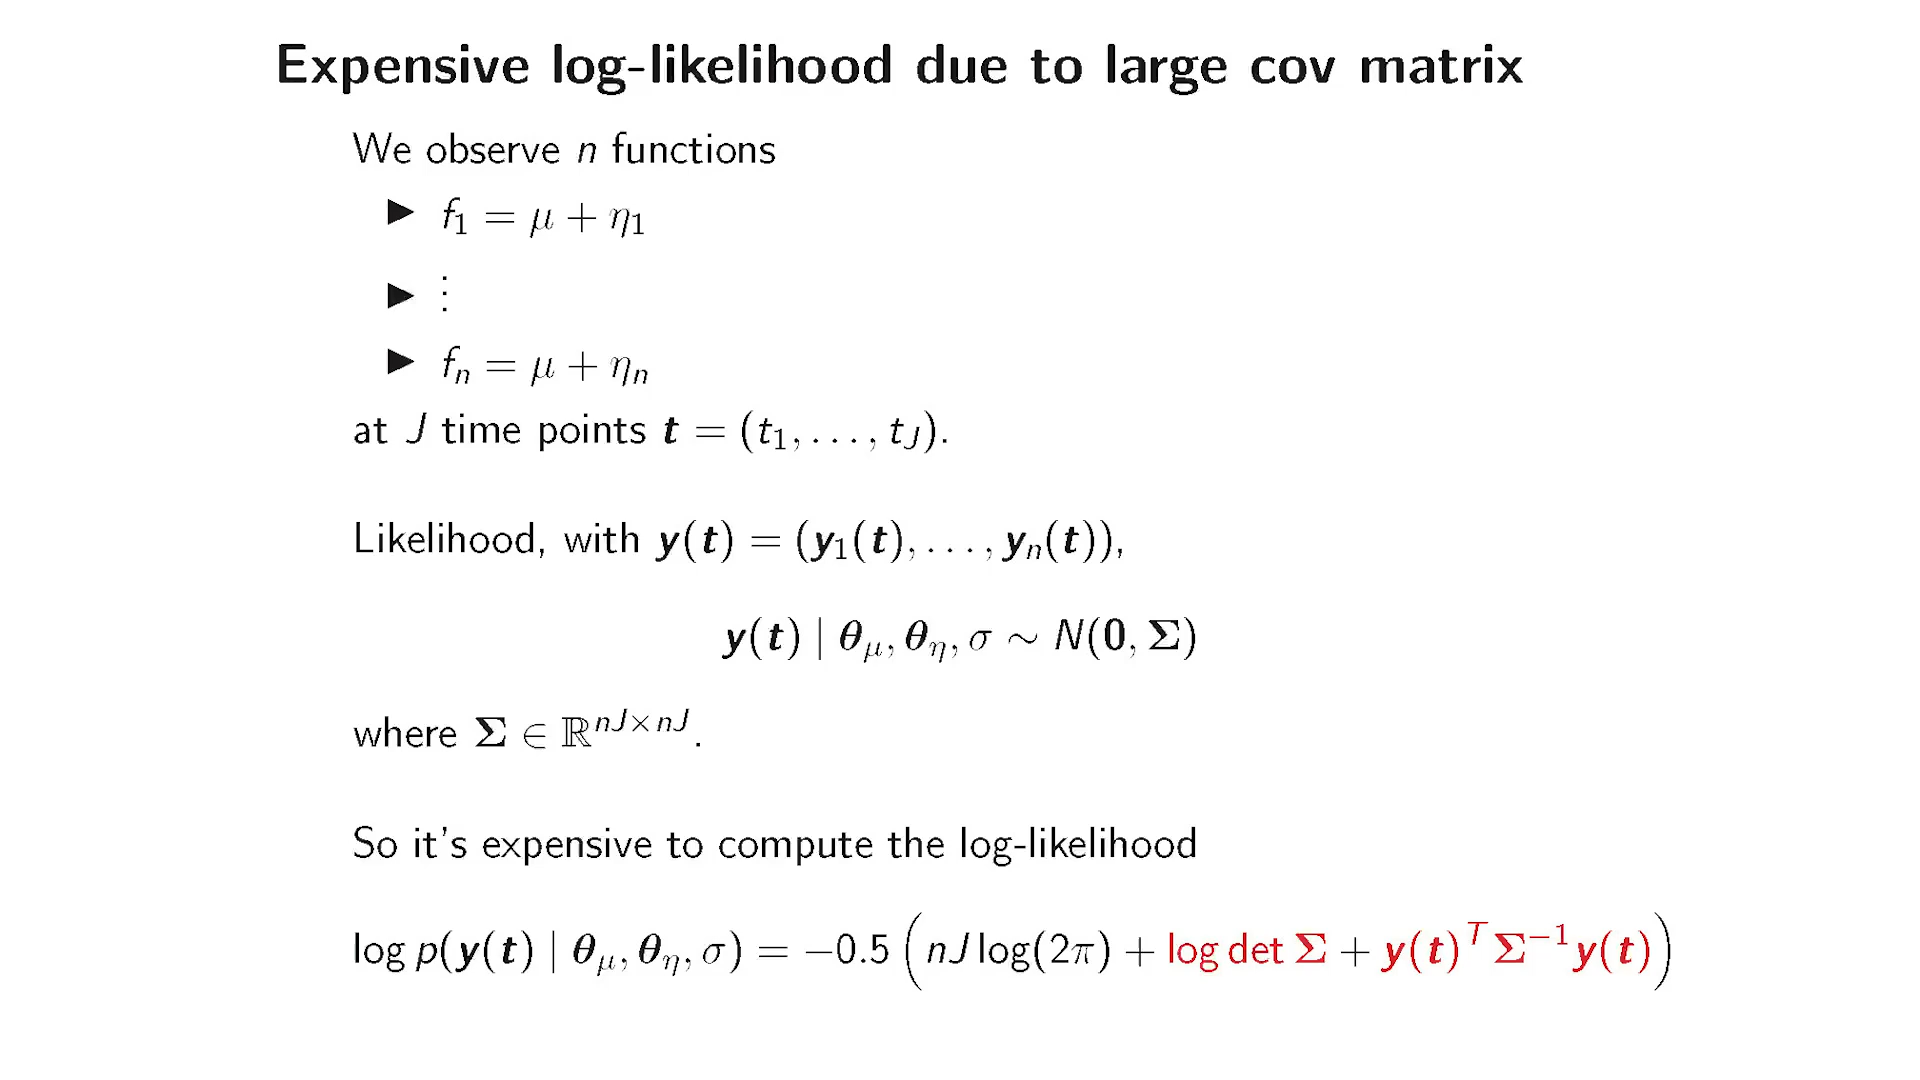 Expensive log-likelihood due to large cov matrix
We observe n functions
▶ f₁ = μ + η₁
▶ ⋮
▶ fₙ = μ + ηₙ
at J time points t = (t₁, . . . , t_J).
Likelihood, with y(t) = (y₁(t), . . . , yₙ(t)),
y(t) | θ_μ, θ_η, σ ∼ N(0, Σ)
where Σ ∈ ℝ^{nJ×nJ}.
So it's expensive to compute the log-likelihood
log p(y(t) | θ_μ, θ_η, σ) = −0.5 (nJ log(2π) + log det Σ + y(t)ᵀ Σ⁻¹ y(t))